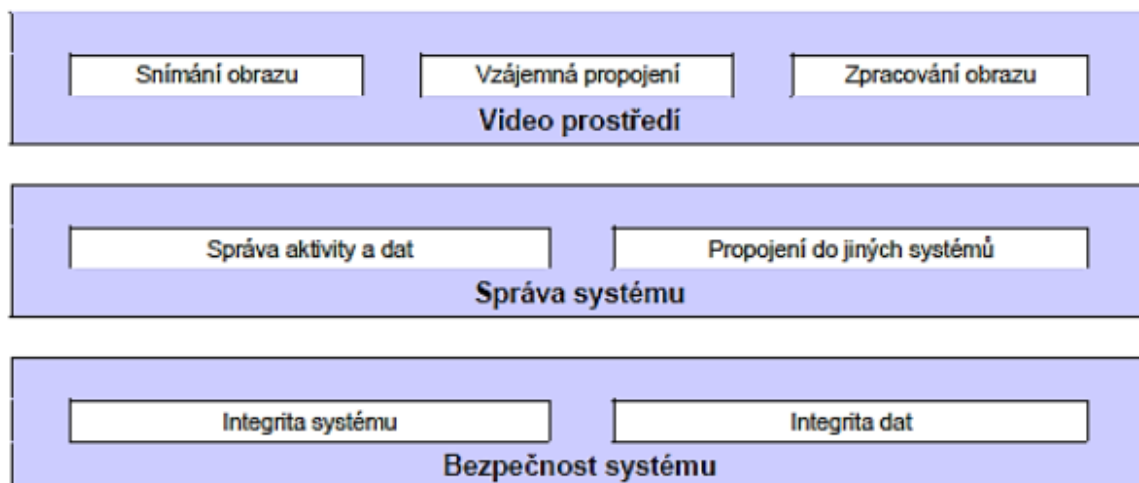 Snímání obrazu Vzájemná propojení Zpracování obrazu
Video prostředí
Správa aktivity a dat Propojení do jiných systémů
Správa systému
Integrita systému Integrita dat
Bezpečnost systému